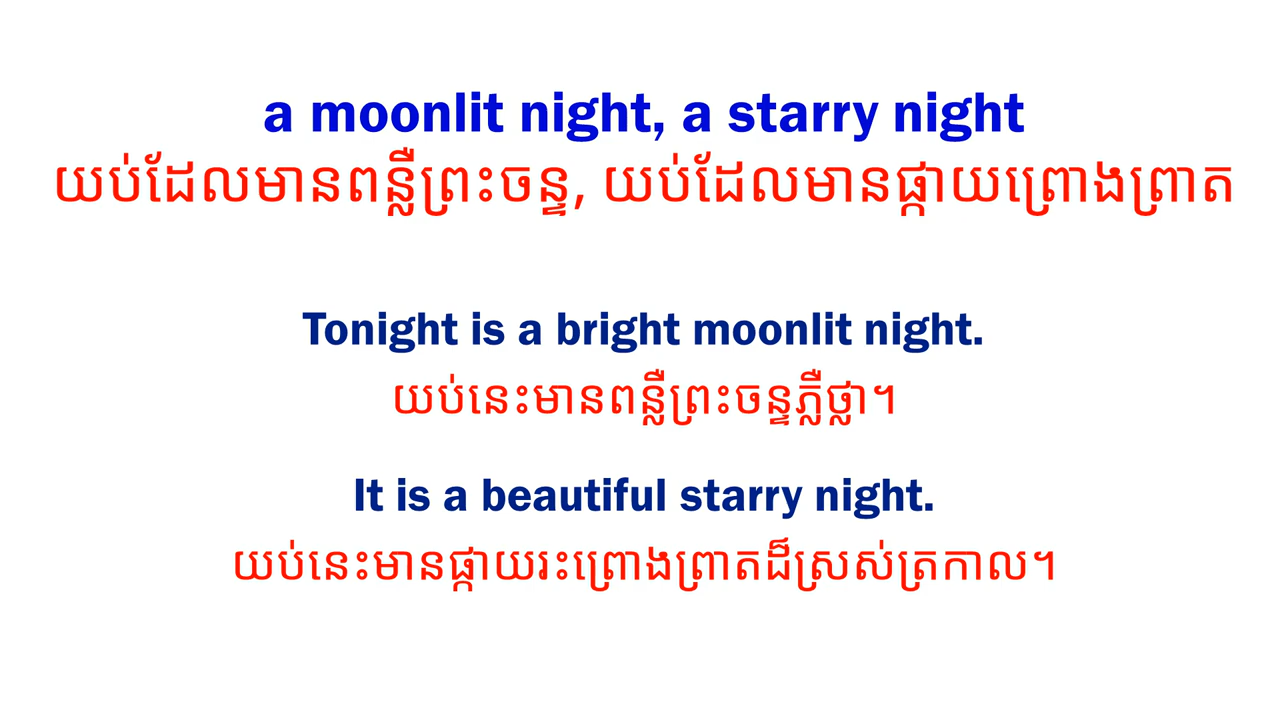 a moonlit night, a starry night
យប់ដែលមានពន្លឺព្រះចន្ទ, យប់ដែលមានផ្កាយព្រោងព្រាត
Tonight is a bright moonlit night.
យប់នេះមានពន្លឺព្រះចន្ទភ្លឺថ្លា។
It is a beautiful starry night.
យប់នេះមានផ្កាយរះព្រោងព្រាតដ៏ស្រស់ត្រកាល។